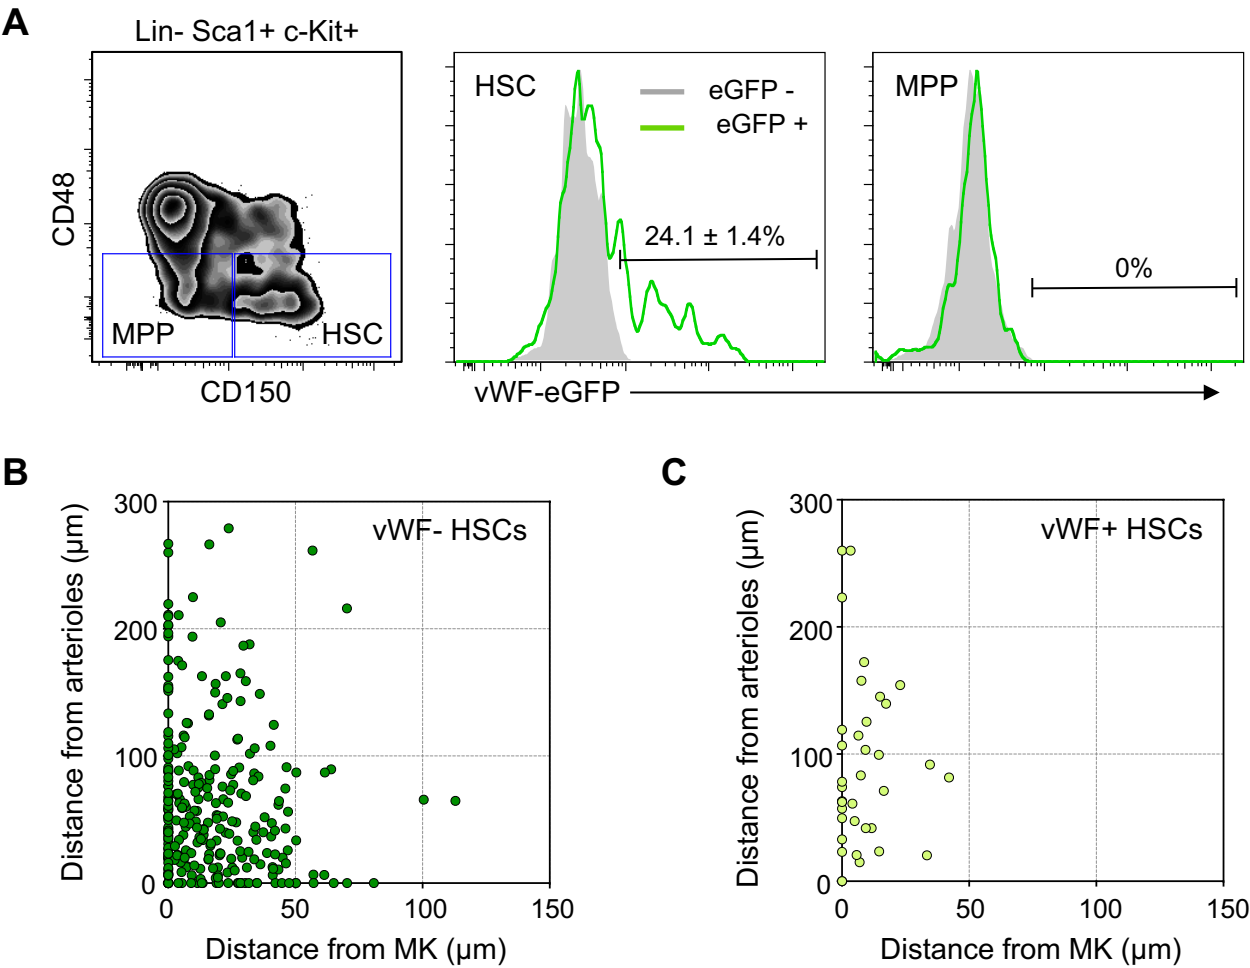 A
Lin- Sca1+ c-Kit+
CD48
MPP
HSC
CD150
HSC
eGFP -
eGFP +
24.1 ± 1.4%
MPP
0%
vWF-eGFP
B
vWF- HSCs
Distance from arterioles (μm)
300
200
100
0
0 50 100 150
Distance from MK (μm)
C
vWF+ HSCs
Distance from arterioles (μm)
300
200
100
0
0 50 100 150
Distance from MK (μm)